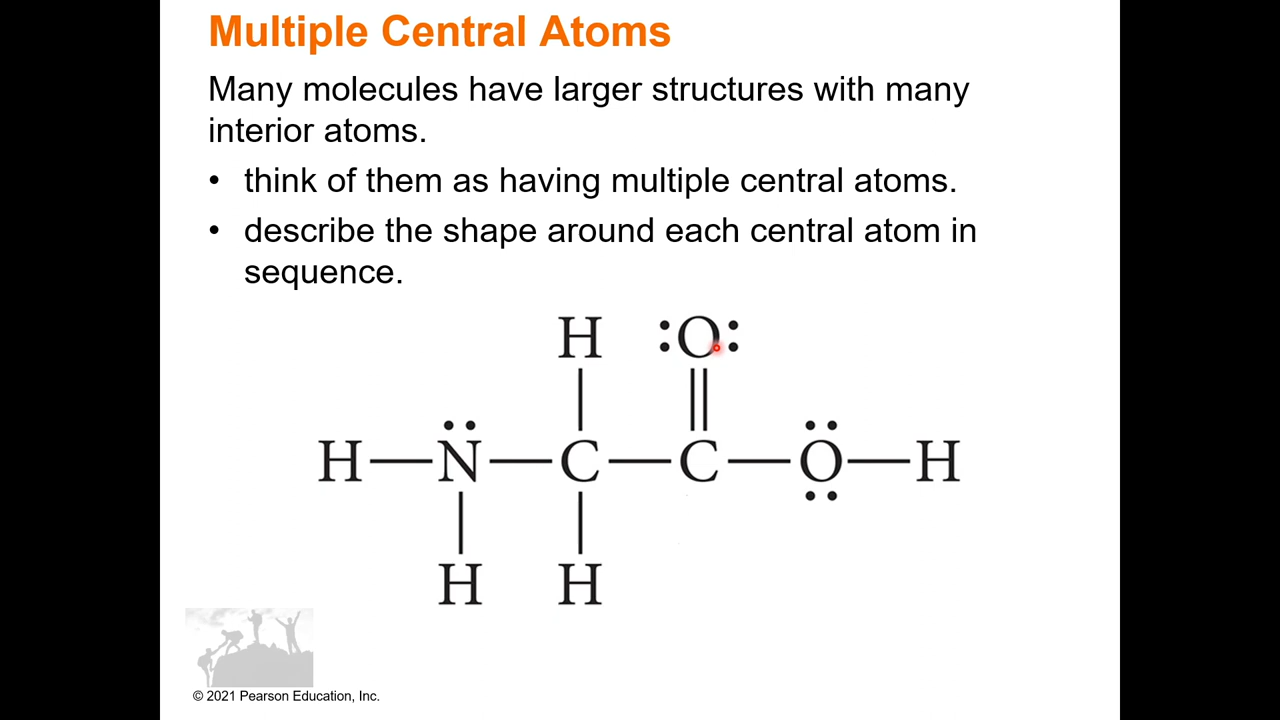 Multiple Central Atoms
Many molecules have larger structures with many
interior atoms.
• think of them as having multiple central atoms.
• describe the shape around each central atom in
sequence.
H :O:
H—N—C—C—O—H
H H
© 2021 Pearson Education, Inc.